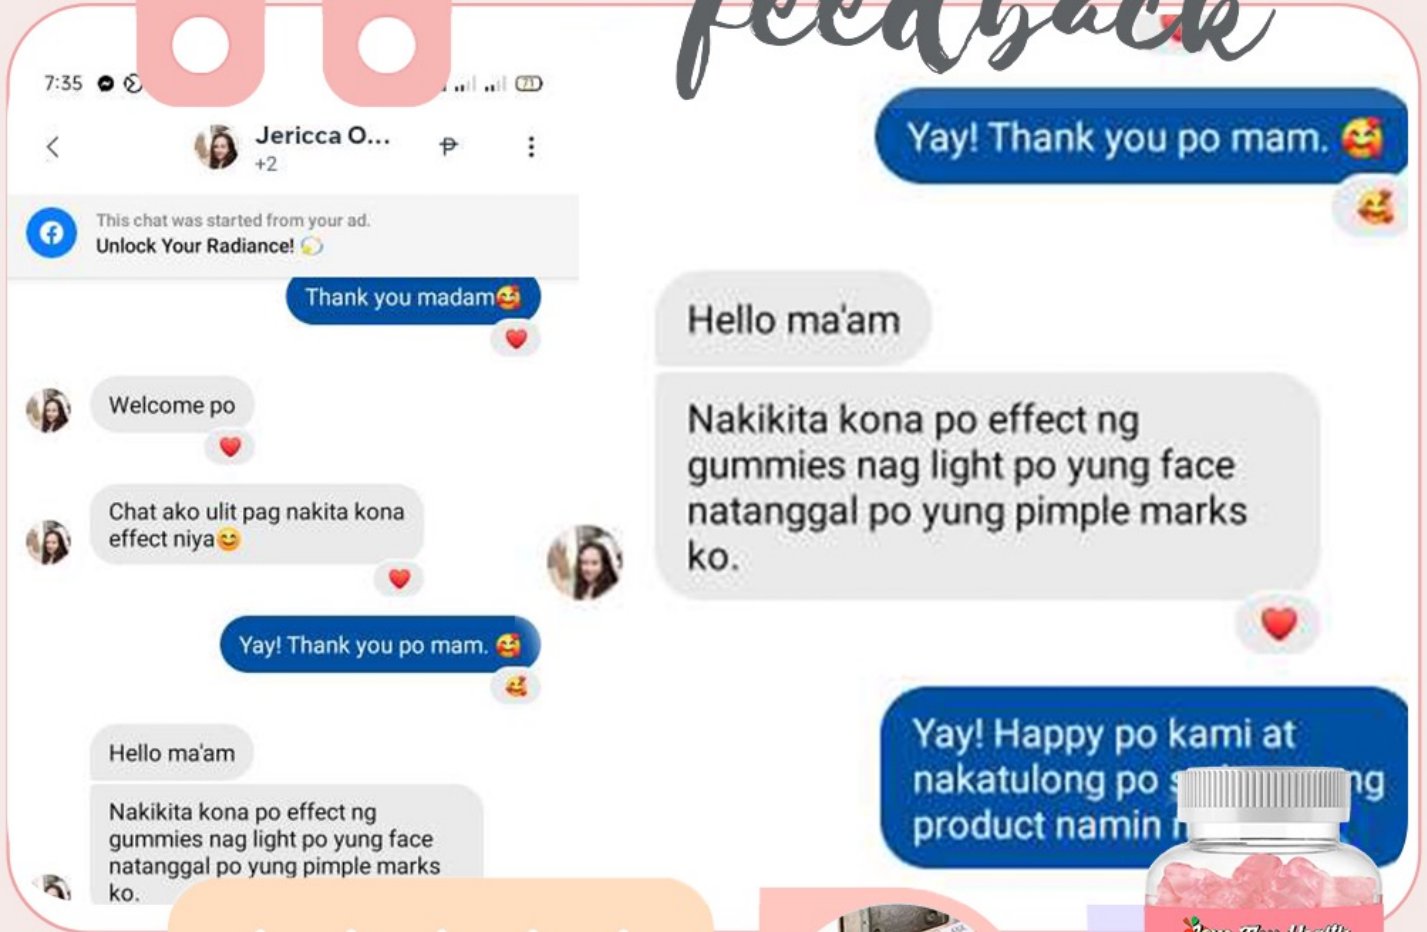 feedback
7:35
Jericca O...
+2
₱
This chat was started from your ad.
Unlock Your Radiance!
Thank you madam🥰
Welcome po
Chat ako ulit pag nakita kona
effect niya😊
Yay! Thank you po mam. 🥰
Hello ma'am
Nakikita kona po effect ng
gummies nag light po yung face
natanggal po yung pimple marks
ko.
Yay! Thank you po mam. 🥰
Hello ma'am
Nakikita kona po effect ng
gummies nag light po yung face
natanggal po yung pimple marks
ko.
Yay! Happy po kami at
nakatulong po
product namin